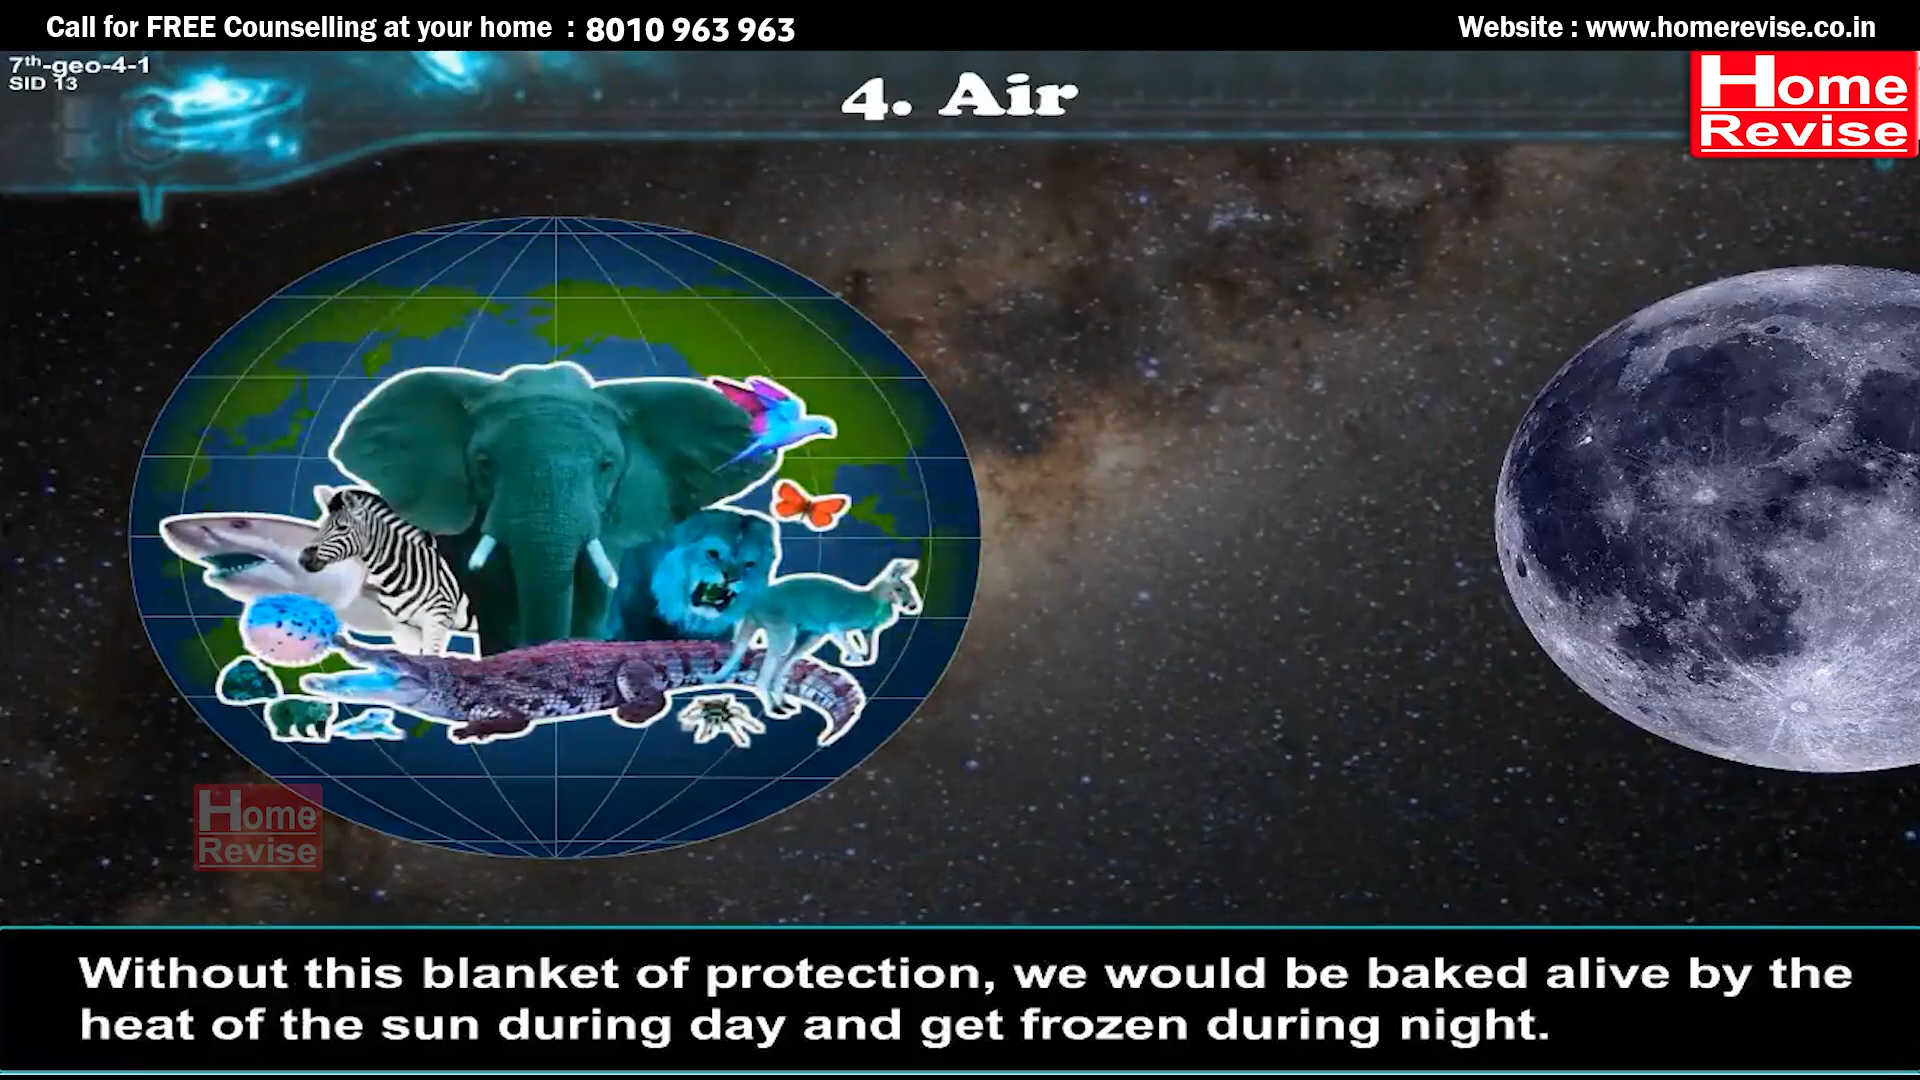 Call for FREE Counselling at your home : 8010 963 963
Website : www.homerevise.co.in
7th-geo-4-1
SID 13
4. Air
Home
Revise
Home
Revise
Without this blanket of protection, we would be baked alive by the
heat of the sun during day and get frozen during night.